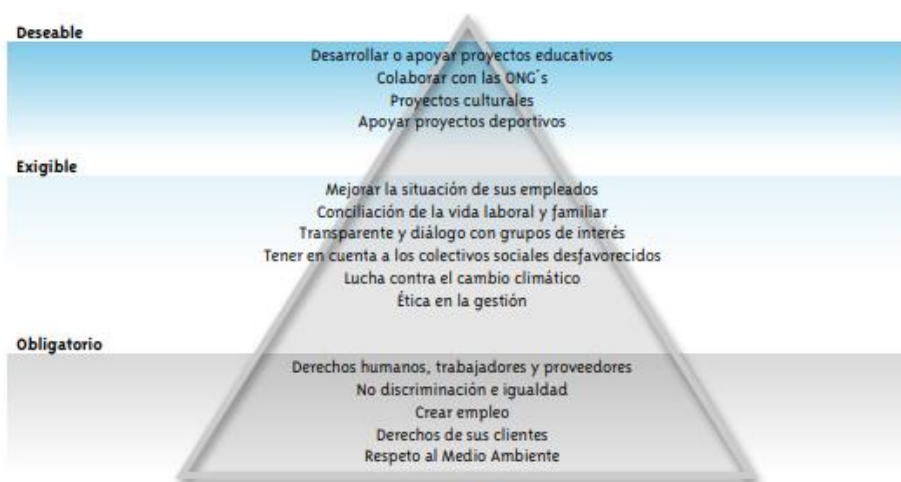 Deseable
Desarrollar o apoyar proyectos educativos
Colaborar con las ONG´s
Proyectos culturales
Apoyar proyectos deportivos
Exigible
Mejorar la situación de sus empleados
Conciliación de la vida laboral y familiar
Transparente y diálogo con grupos de interés
Tener en cuenta a los colectivos sociales desfavorecidos
Lucha contra el cambio climático
Ética en la gestión
Obligatorio
Derechos humanos, trabajadores y proveedores
No discriminación e igualdad
Crear empleo
Derechos de sus clientes
Respeto al Medio Ambiente